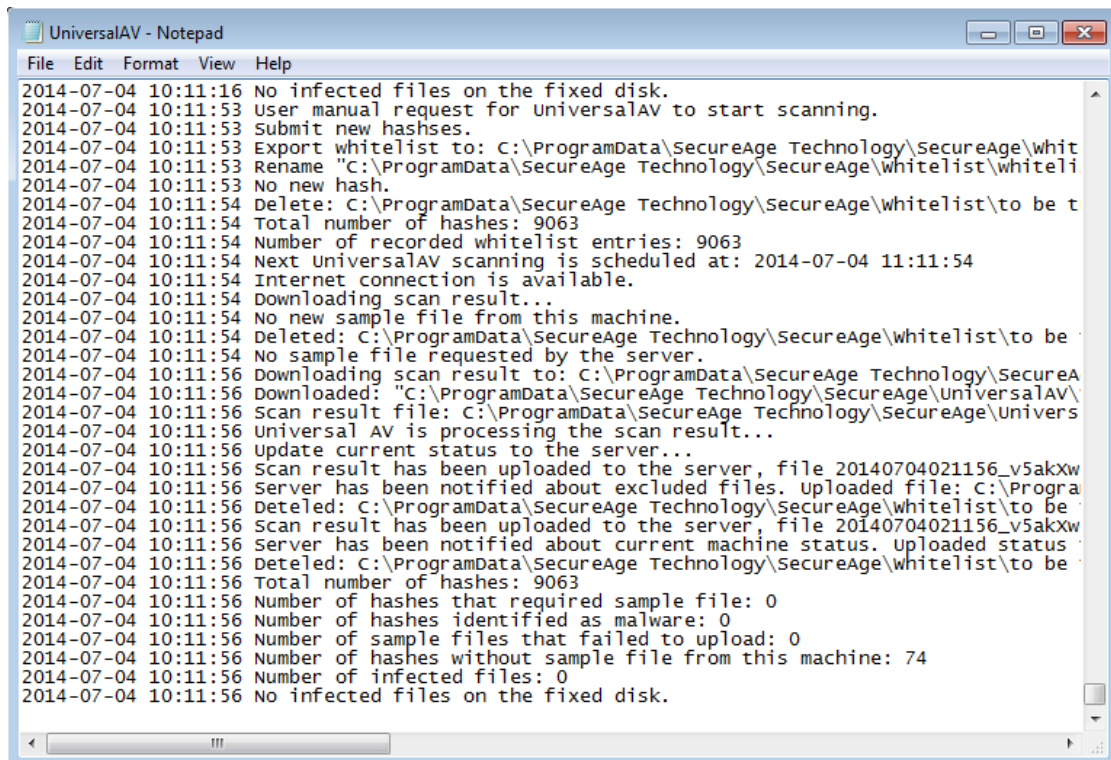 UniversalAV - Notepad
File Edit Format View Help
2014-07-04 10:11:16 No infected files on the fixed disk.
2014-07-04 10:11:53 User manual request for UniversalAV to start scanning.
2014-07-04 10:11:53 Submit new hashses.
2014-07-04 10:11:53 Export whitelist to: C:\ProgramData\SecureAge Technology\SecureAge\Whit
2014-07-04 10:11:53 Rename "C:\ProgramData\SecureAge Technology\SecureAge\Whitelist\whiteli
2014-07-04 10:11:53 No new hash.
2014-07-04 10:11:54 Delete: C:\ProgramData\SecureAge Technology\SecureAge\Whitelist\to be t
2014-07-04 10:11:54 Total number of hashes: 9063
2014-07-04 10:11:54 Number of recorded whitelist entries: 9063
2014-07-04 10:11:54 Next UniversalAV scanning is scheduled at: 2014-07-04 11:11:54
2014-07-04 10:11:54 Internet connection is available.
2014-07-04 10:11:54 Downloading scan result...
2014-07-04 10:11:54 No new sample file from this machine.
2014-07-04 10:11:54 Deleted: C:\ProgramData\SecureAge Technology\SecureAge\Whitelist\to be
2014-07-04 10:11:54 No sample file requested by the server.
2014-07-04 10:11:56 Downloading scan result to: C:\ProgramData\SecureAge Technology\SecureA
2014-07-04 10:11:56 Downloaded: "C:\ProgramData\SecureAge Technology\SecureAge\UniversalAV\
2014-07-04 10:11:56 Scan result file: C:\ProgramData\SecureAge Technology\SecureAge\Univers
2014-07-04 10:11:56 Universal AV is processing the scan result...
2014-07-04 10:11:56 Update current status to the server...
2014-07-04 10:11:56 Scan result has been uploaded to the server, file 20140704021156_v5akXw
2014-07-04 10:11:56 Server has been notified about excluded files. Uploaded file: C:\Progra
2014-07-04 10:11:56 Deteled: C:\ProgramData\SecureAge Technology\SecureAge\Whitelist\to be
2014-07-04 10:11:56 Scan result has been uploaded to the server, file 20140704021156_v5akXw
2014-07-04 10:11:56 Server has been notified about current machine status. Uploaded status
2014-07-04 10:11:56 Deteled: C:\ProgramData\SecureAge Technology\SecureAge\Whitelist\to be
2014-07-04 10:11:56 Total number of hashes: 9063
2014-07-04 10:11:56 Number of hashes that required sample file: 0
2014-07-04 10:11:56 Number of hashes identified as malware: 0
2014-07-04 10:11:56 Number of sample files that failed to upload: 0
2014-07-04 10:11:56 Number of hashes without sample file from this machine: 74
2014-07-04 10:11:56 Number of infected files: 0
2014-07-04 10:11:56 No infected files on the fixed disk.